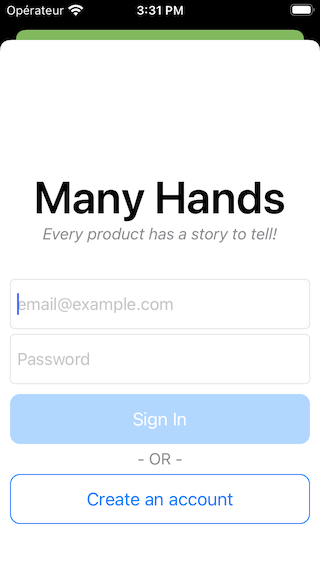 Opérateur 3:31 PM
Many Hands
Every product has a story to tell!
email@example.com
Password
Sign In
- OR -
Create an account